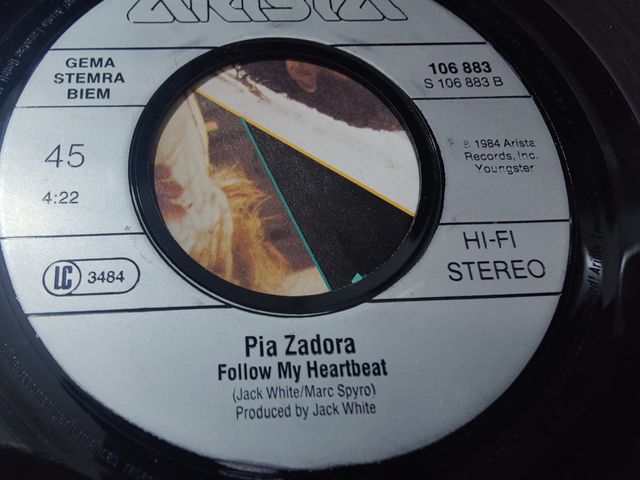 ARISTA
GEMA
STEMRA
BIEM
106 883
S 106 883 B
45
4:22
℗ 1984 Arista
Records, Inc.
Youngster
LC 3484
HI-FI
STEREO
Pia Zadora
Follow My Heartbeat
(Jack White/Marc Spyro)
Produced by Jack White